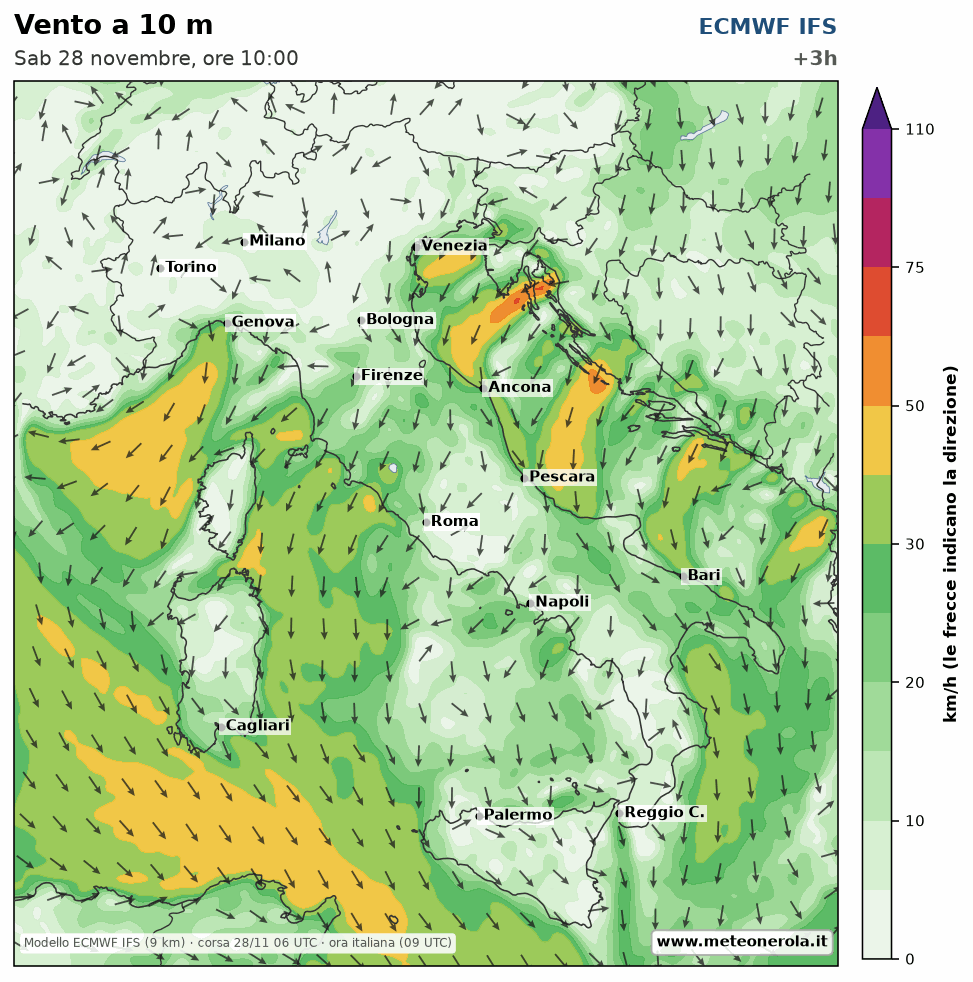 Vento a 10 m
ECMWF IFS
Sab 28 novembre, ore 10:00
+3h
Milano
Venezia
Torino
Genova
Bologna
Firenze
Ancona
Pescara
Roma
Bari
Napoli
Cagliari
Palermo
Reggio C.
110
75
50
30
20
10
0
km/h (le frecce indicano la direzione)
Modello ECMWF IFS (9 km) · corsa 28/11 06 UTC · ora italiana (09 UTC)
www.meteonerola.it